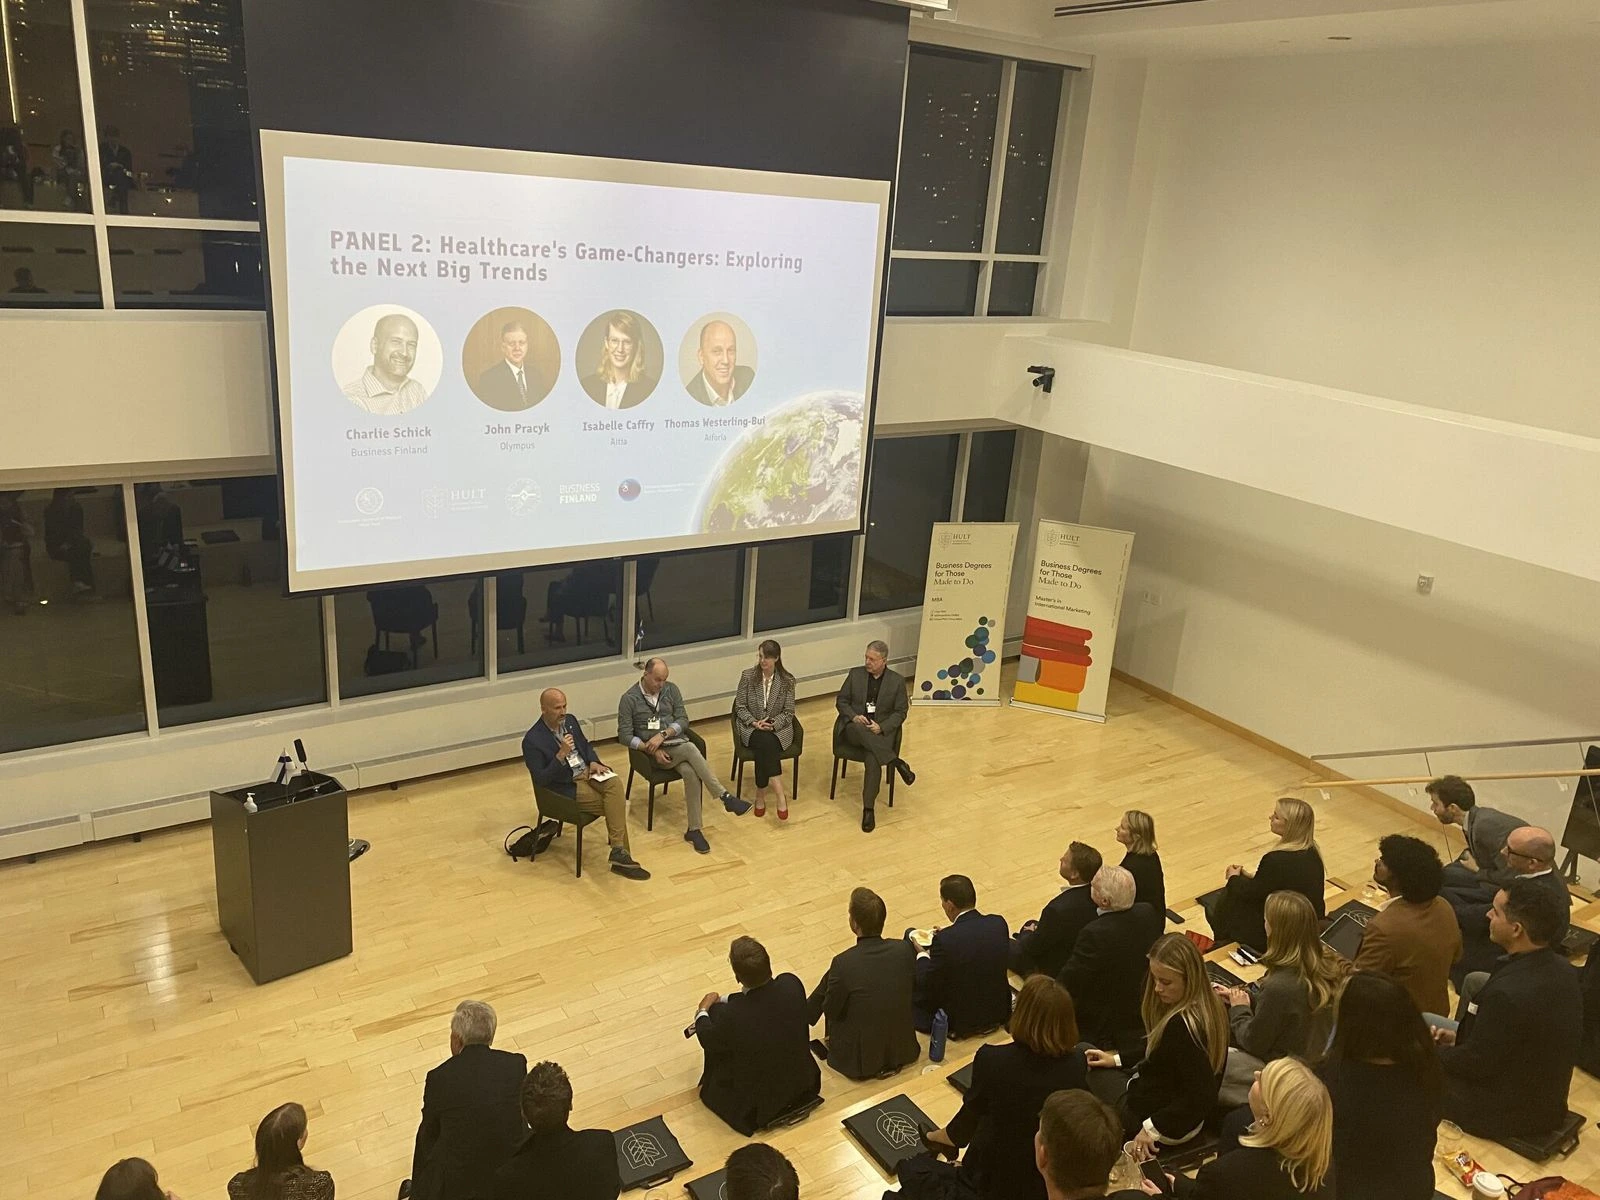 PANEL 2: Healthcare's Game-Changers: Exploring
the Next Big Trends
Charlie Schick
Business Finland
John Pracyk
Olympus
Isabelle Caffry
Aitia
Thomas Westerling-Bui
Aiforia
HULT
BUSINESS
FINLAND
HULT
Business Degrees
for Those
Made to Do
MBA
HULT
Business Degrees
for Those
Made to Do
Master's in
International Marketing